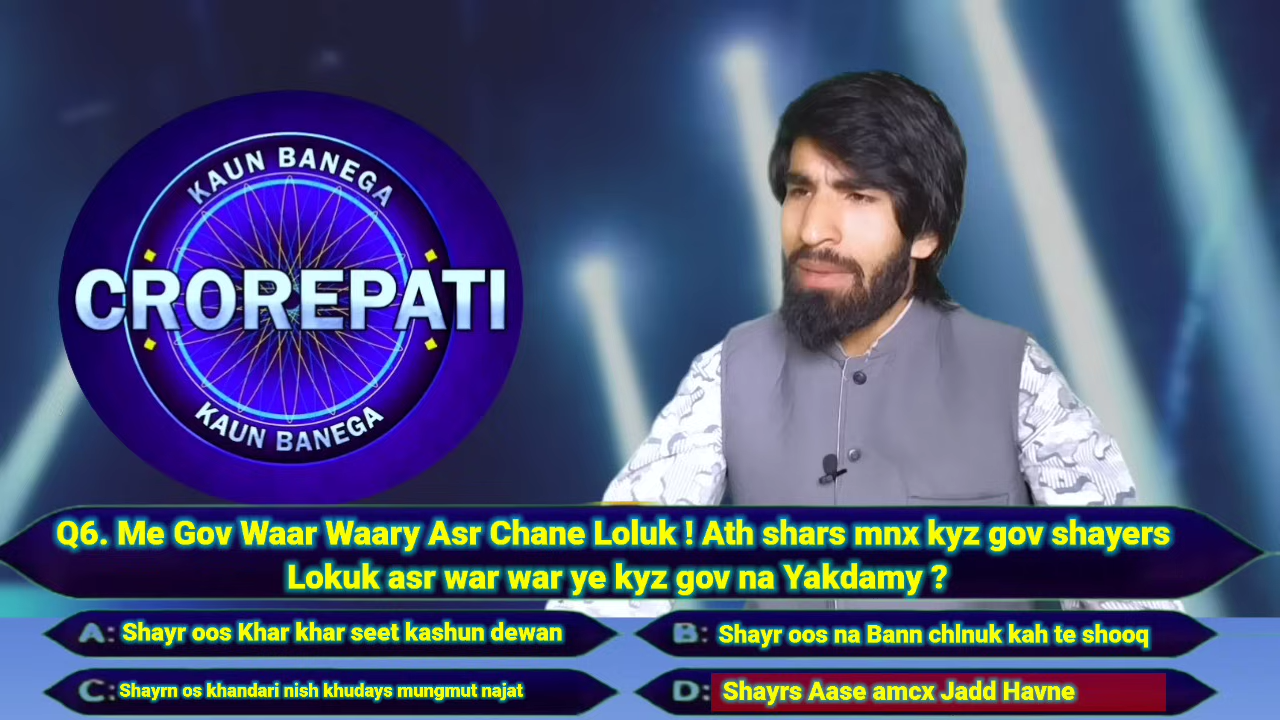 KAUN BANEGA
CROREPATI
KAUN BANEGA
Q6. Me Gov Waar Waary Asr Chane Loluk ! Ath shars mnx kyz gov shayers
Lokuk asr war war ye kyz gov na Yakdamy ?
A: Shayr oos Khar khar seet kashun dewan
B: Shayr oos na Bann chlnuk kah te shooq
C: Shayrn os khandari nish khudays mungmut najat
D: Shayrs Aase amcx Jadd Havne